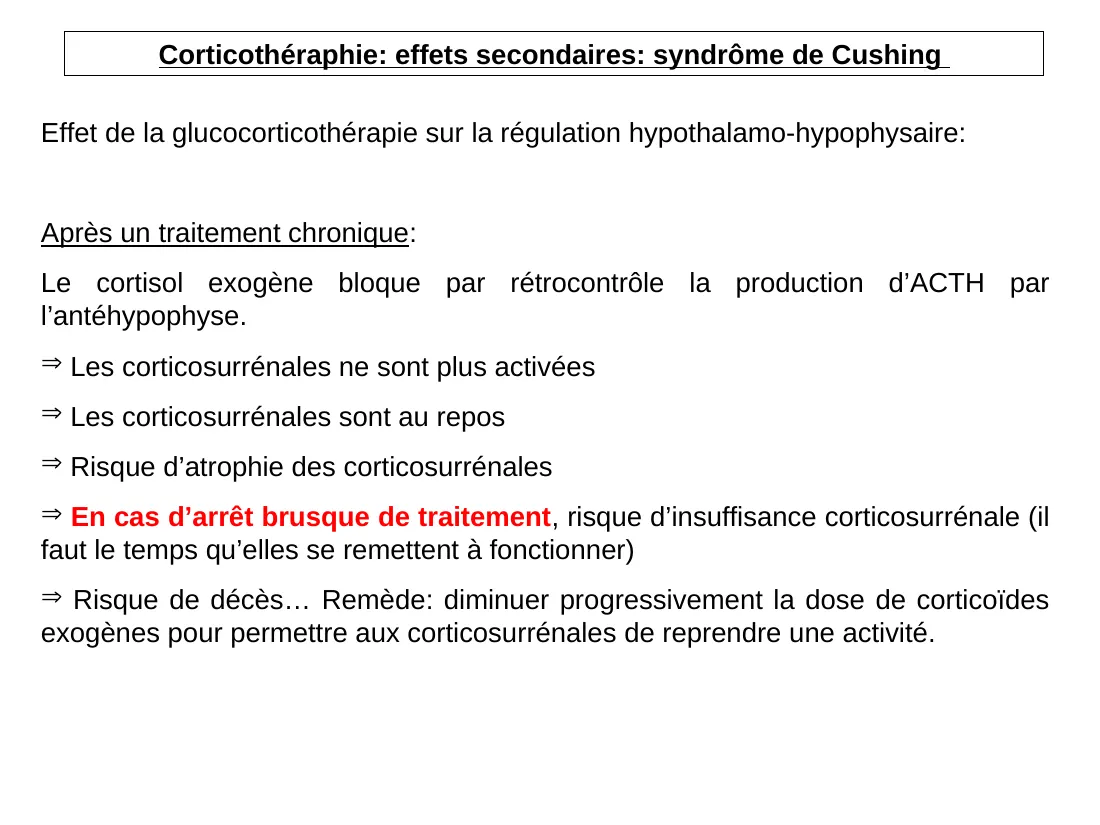 Corticothéraphie: effets secondaires: syndrôme de Cushing
Effet de la glucocorticothérapie sur la régulation hypothalamo-hypophysaire:
Après un traitement chronique:
Le cortisol exogène bloque par rétrocontrôle la production d’ACTH par
l’antéhypophyse.
⇒ Les corticosurrénales ne sont plus activées
⇒ Les corticosurrénales sont au repos
⇒ Risque d’atrophie des corticosurrénales
⇒ En cas d’arrêt brusque de traitement, risque d’insuffisance corticosurrénale (il
faut le temps qu’elles se remettent à fonctionner)
⇒ Risque de décès… Remède: diminuer progressivement la dose de corticoïdes
exogènes pour permettre aux corticosurrénales de reprendre une activité.